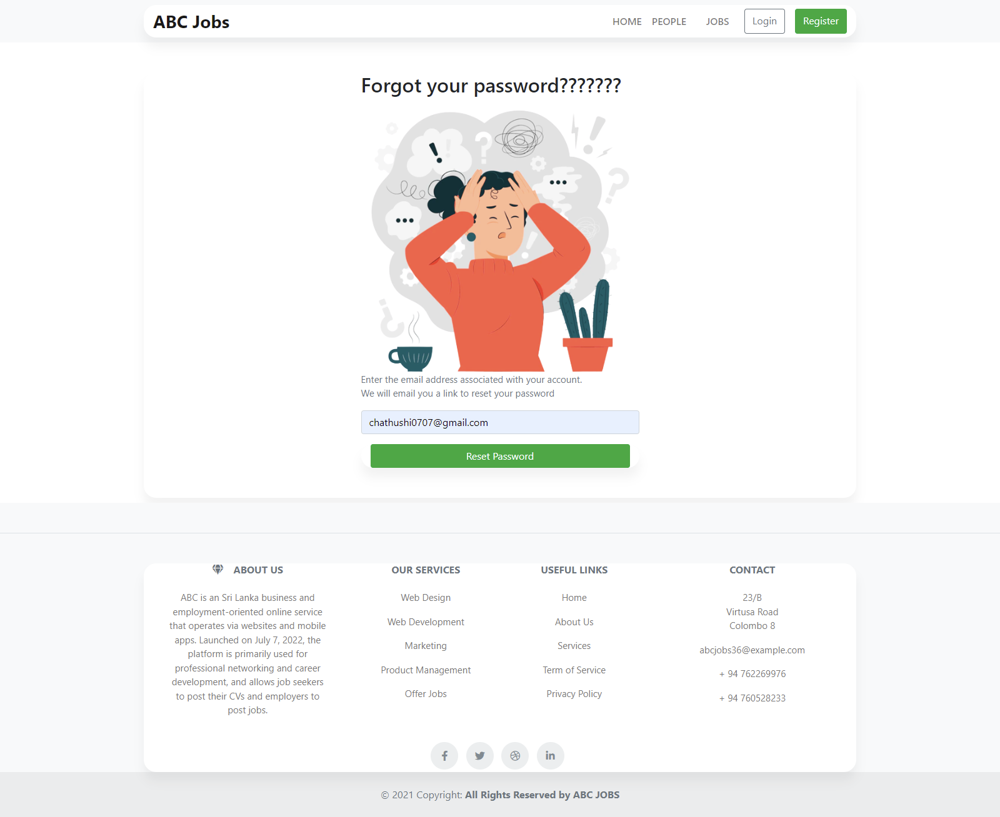 ABC Jobs
HOME PEOPLE JOBS Login Register
Forgot your password???????
Enter the email address associated with your account.
We will email you a link to reset your password
chathushi0707@gmail.com
Reset Password
ABOUT US
ABC is an Sri Lanka business and
employment-oriented online service
that operates via websites and mobile
apps. Launched on July 7, 2022, the
platform is primarily used for
professional networking and career
development, and allows job seekers
to post their CVs and employers to
post jobs.
OUR SERVICES
Web Design
Web Development
Marketing
Product Management
Offer Jobs
USEFUL LINKS
Home
About Us
Services
Term of Service
Privacy Policy
CONTACT
23/B
Virtusa Road
Colombo 8
abcjobs36@example.com
+ 94 762269976
+ 94 760528233
© 2021 Copyright: All Rights Reserved by ABC JOBS